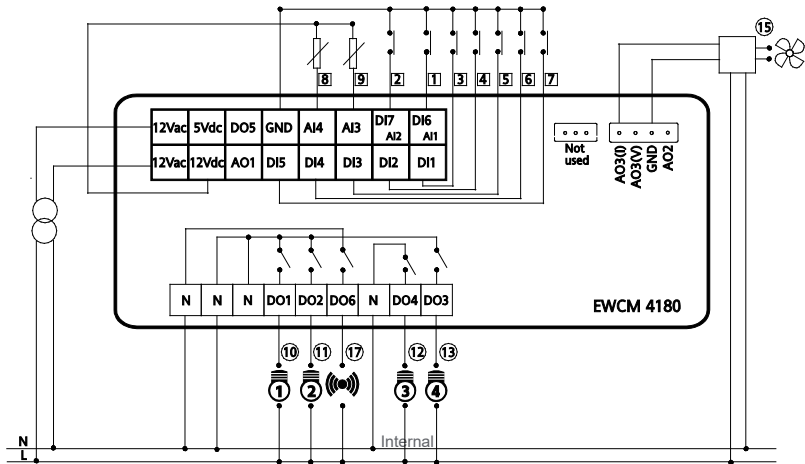 15
8 9 2 1 3 4 5 6 7
12Vac 5Vdc DO5 GND AI4 AI3 DI7 AI2 DI6 AI1
12Vac 12Vdc AO1 DI5 DI4 DI3 DI2 DI1
Not
used
AO3(I)
AO3(V)
GND
AO2
N N N DO1 DO2 DO6 N DO4 DO3
EWCM 4180
10 11 17 12 13
1 2 3 4
N
Internal
L